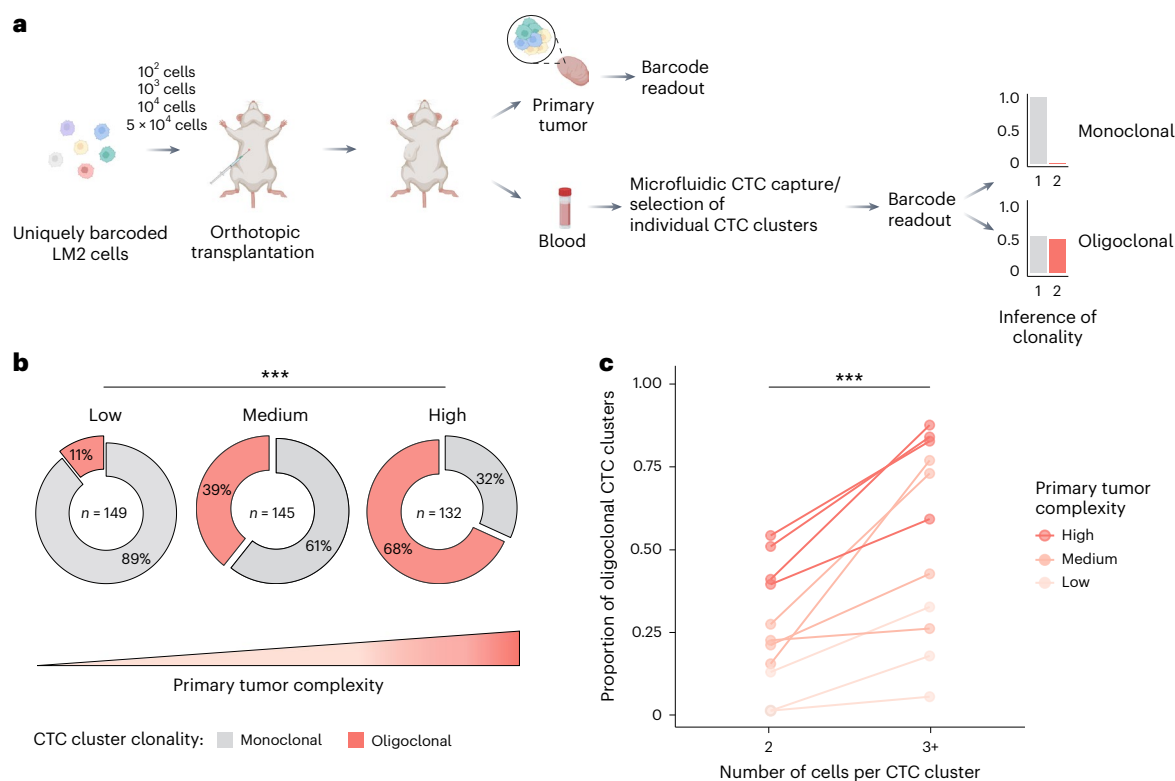 a
10² cells
10³ cells
10⁴ cells
5 × 10⁴ cells
Uniquely barcoded
LM2 cells
Orthotopic
transplantation
Primary
tumor
Barcode
readout
Blood
Microfluidic CTC capture/
selection of
individual CTC clusters
Barcode
readout
1.0
0.5
0
1 2
Monoclonal
1.0
0.5
0
1 2
Oligoclonal
Inference of
clonality
b
***
Low
Medium
High
11%
n = 149
89%
39%
n = 145
61%
32%
n = 132
68%
Primary tumor complexity
CTC cluster clonality: Monoclonal Oligoclonal
c
***
Proportion of oligoclonal CTC clusters
1.00
0.75
0.50
0.25
0
2 3+
Number of cells per CTC cluster
Primary tumor
complexity
High
Medium
Low